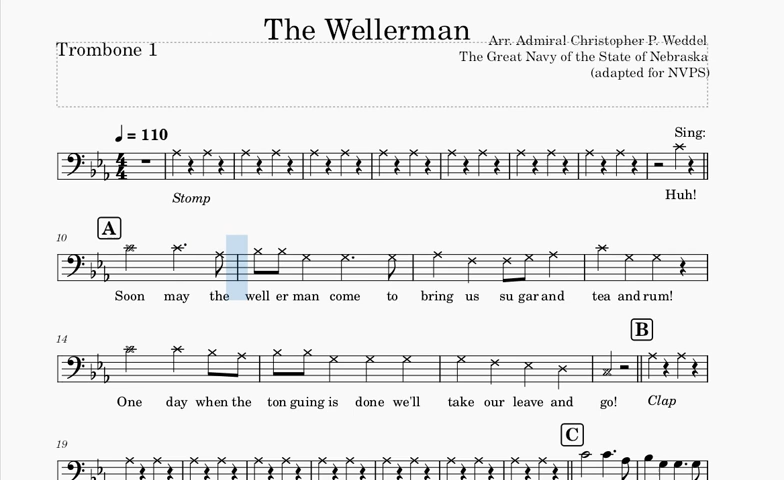 The Wellerman
Trombone 1
Arr. Admiral Christopher P. Weddel
The Great Navy of the State of Nebraska
(adapted for NVPS)
♩ = 110
Sing:
4
4
Stomp
Huh!
A
10
Soon may the well er man come to bring us su gar and tea and rum!
B
14
One day when the ton guing is done we'll take our leave and go! Clap
C
19